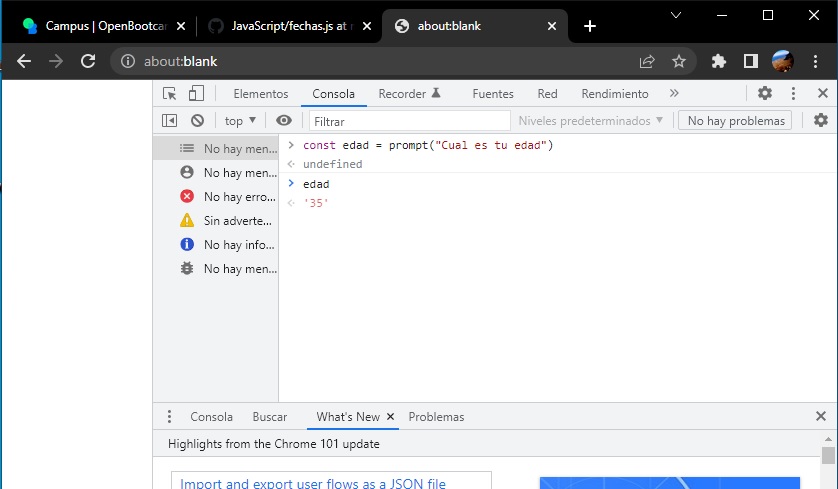 Campus | OpenBootca
JavaScript/fechas.js at
about:blank
about:blank
Elementos
Consola
Recorder
Fuentes
Red
Rendimiento
top
Filtrar
Niveles predeterminados
No hay problemas
No hay men...
No hay men...
No hay erro...
Sin adverte...
No hay info...
No hay men...
const edad = prompt("Cual es tu edad")
undefined
edad
'35'
Consola
Buscar
What's New
Problemas
Highlights from the Chrome 101 update
Import and export user flows as a JSON file